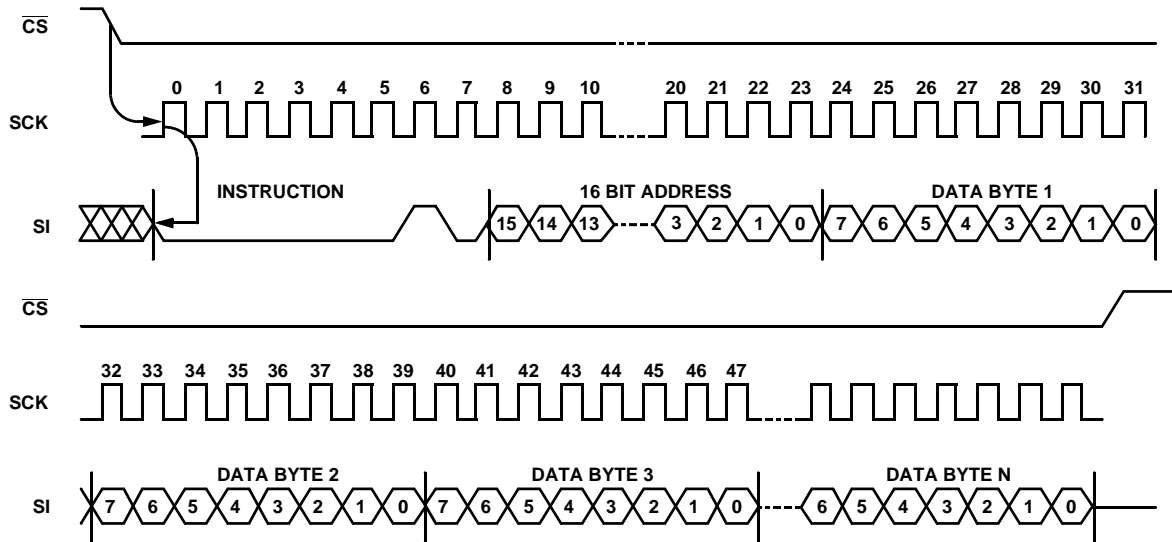 CS
0 1 2 3 4 5 6 7 8 9 10 20 21 22 23 24 25 26 27 28 29 30 31
SCK
INSTRUCTION 16 BIT ADDRESS DATA BYTE 1
SI 15 14 13 3 2 1 0 7 6 5 4 3 2 1 0
CS
32 33 34 35 36 37 38 39 40 41 42 43 44 45 46 47
SCK
DATA BYTE 2 DATA BYTE 3 DATA BYTE N
SI 7 6 5 4 3 2 1 0 7 6 5 4 3 2 1 0 6 5 4 3 2 1 0